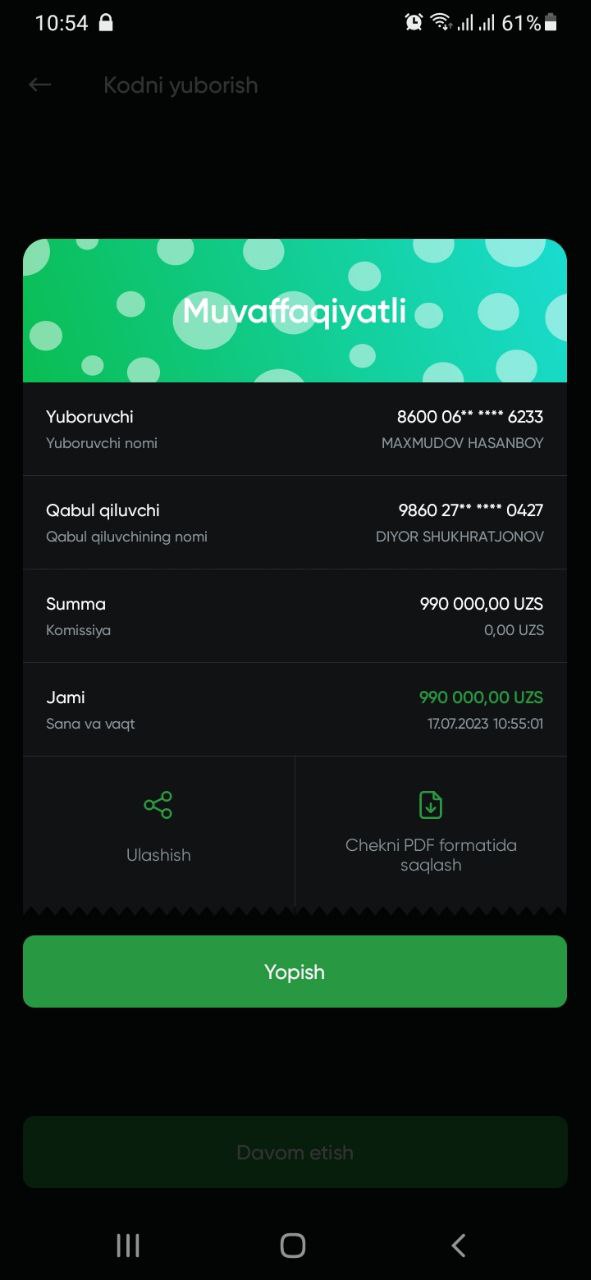 10:54 61%
Kodni yuborish
Muvaffaqiyatli
Yuboruvchi 8600 06** **** 6233
Yuboruvchi nomi MAXMUDOV HASANBOY
Qabul qiluvchi 9860 27** **** 0427
Qabul qiluvchining nomi DIYOR SHUKHRATJONOV
Summa 990 000,00 UZS
Komissiya 0,00 UZS
Jami 990 000,00 UZS
Sana va vaqt 17.07.2023 10:55:01
Ulashish
Chekni PDF formatida
saqlash
Yopish
Davom etish